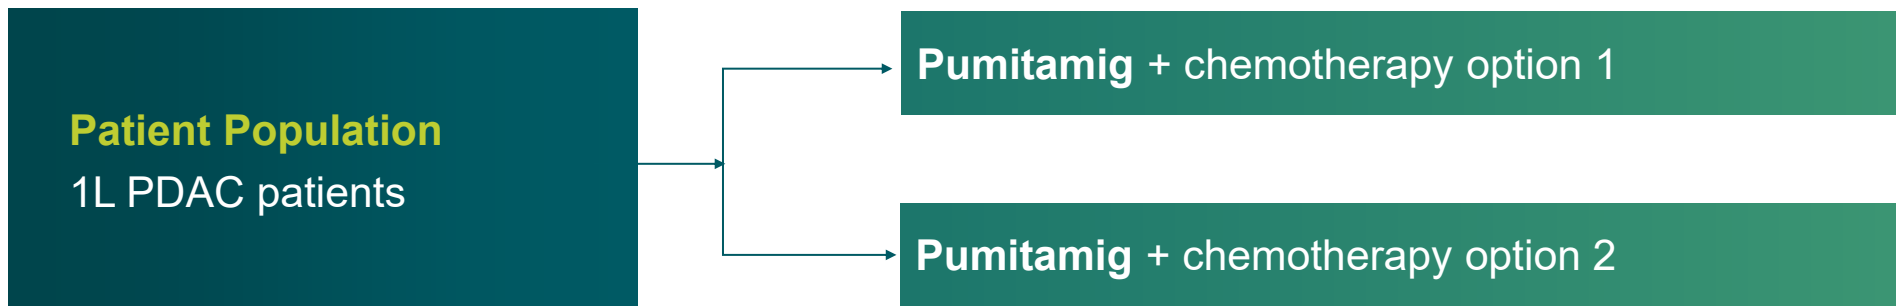 Patient Population
1L PDAC patients
Pumitamig + chemotherapy option 1
Pumitamig + chemotherapy option 2